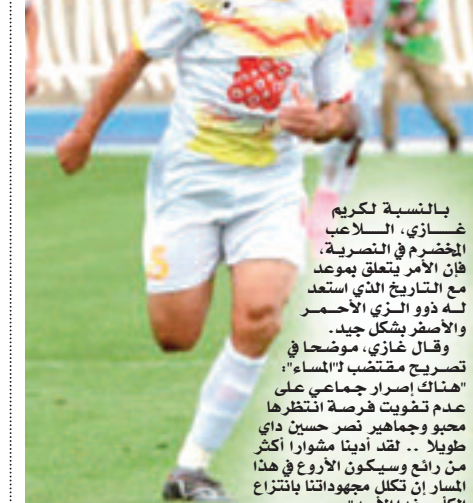 بالنسبة لكريم
غازي، اللاعب
المخضرم في النصرية،
فإن الأمر يتعلق بموعد
مع التاريخ الذي استعد
له ذوو الزي الأحمر
والأصفر بشكل جيد.
وقال غازي، موضحا في
تصريح مقتضب لـ"المساء":
"هناك إصرار جماعي على
عدم تفويت فرصة انتظرها
محبو وجماهير نصر حسين داي
طويلا .. لقد أدينا مشوارا أكثر
من رائع وسيكون الأروع في هذا
المسار إن تكلل مجهوداتنا بانتزاع
5